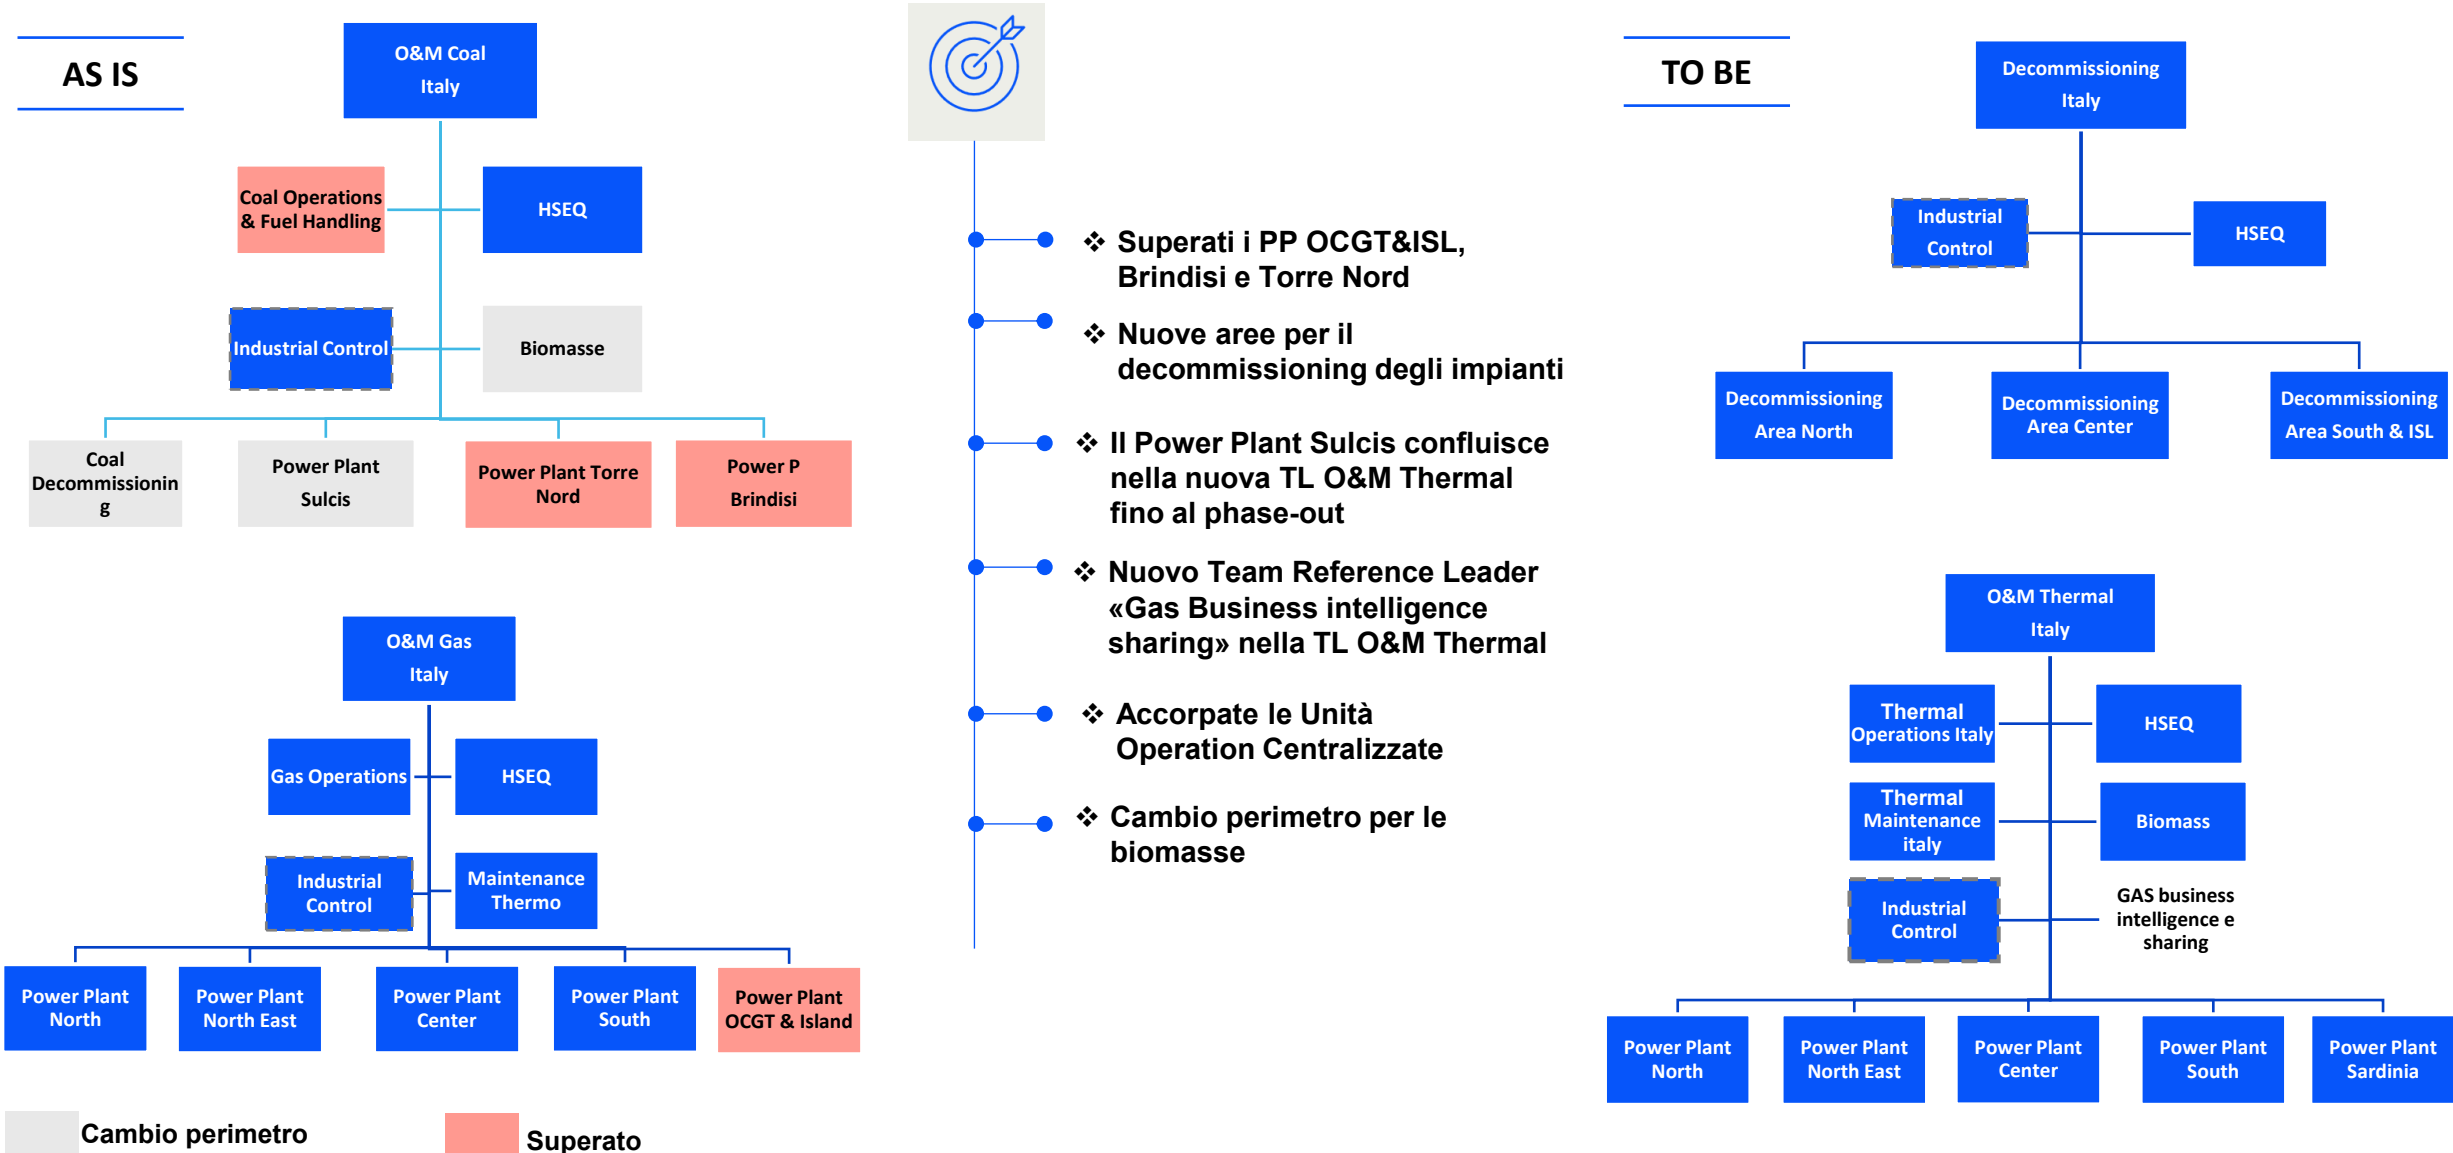 AS IS
O&M Coal
Italy
Coal Operations
& Fuel Handling
HSEQ
Industrial Control
Biomasse
Coal
Decommissionin
g
Power Plant
Sulcis
Power Plant Torre
Nord
Power P
Brindisi
O&M Gas
Italy
Gas Operations
HSEQ
Industrial
Control
Maintenance
Thermo
Power Plant
North
Power Plant
North East
Power Plant
Center
Power Plant
South
Power Plant
OCGT & Island
Cambio perimetro
Superato
❖ Superati i PP OCGT&ISL,
Brindisi e Torre Nord
❖ Nuove aree per il
decommissioning degli impianti
❖ Il Power Plant Sulcis confluisce
nella nuova TL O&M Thermal
fino al phase-out
❖ Nuovo Team Reference Leader
«Gas Business intelligence
sharing» nella TL O&M Thermal
❖ Accorpate le Unità
Operation Centralizzate
❖ Cambio perimetro per le
biomasse
TO BE
Decommissioning
Italy
Industrial
Control
HSEQ
Decommissioning
Area North
Decommissioning
Area Center
Decommissioning
Area South & ISL
O&M Thermal
Italy
Thermal
Operations Italy
HSEQ
Thermal
Maintenance
italy
Biomass
Industrial
Control
GAS business
intelligence e
sharing
Power Plant
North
Power Plant
North East
Power Plant
Center
Power Plant
South
Power Plant
Sardinia